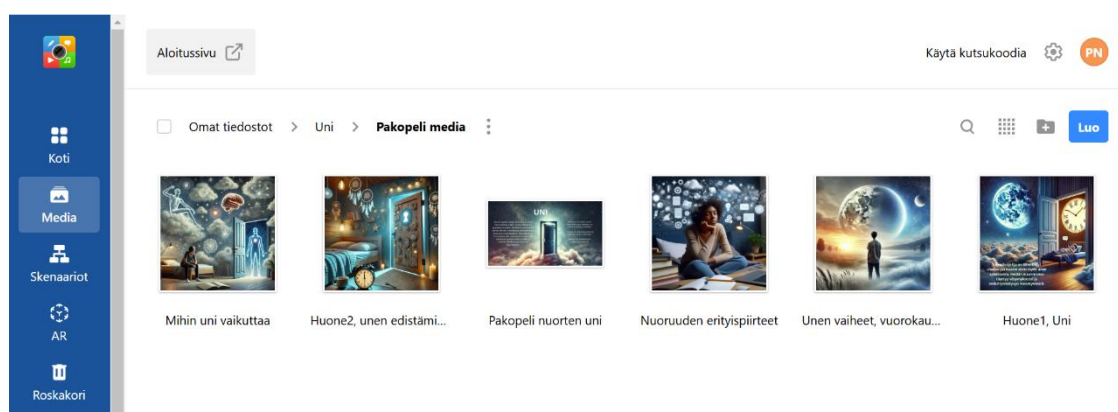 Aloitussivu
Käytä kutsukoodia
PN
Koti
Media
Skenaariot
AR
Roskakori
Omat tiedostot > Uni > Pakopeli media
Luo
UNI
Mihin uni vaikuttaa
Huone2, unen edistämi...
Pakopeli nuorten uni
Nuoruuden erityispiirteet
Unen vaiheet, vuorokau...
Huone1, Uni